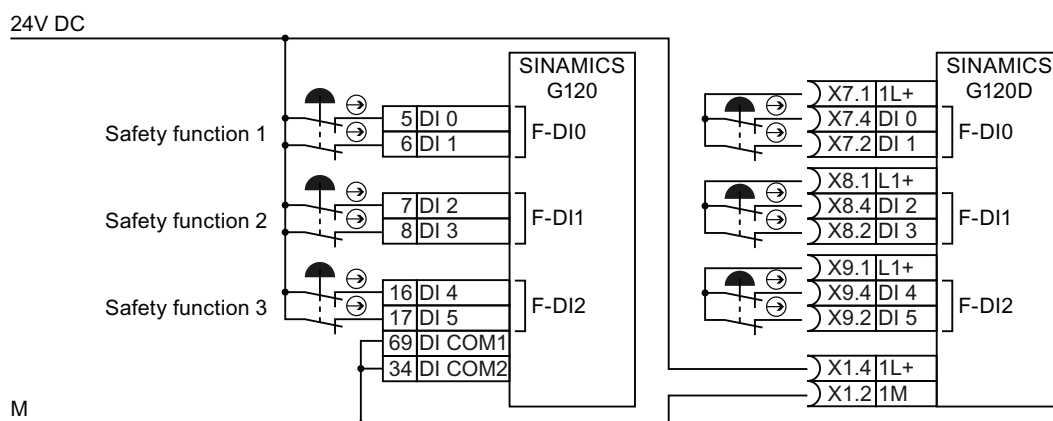 24V DC
SINAMICS
G120
Safety function 1
5 DI 0
6 DI 1
F-DI0
Safety function 2
7 DI 2
8 DI 3
F-DI1
Safety function 3
16 DI 4
17 DI 5
F-DI2
69 DI COM1
34 DI COM2
M
SINAMICS
G120D
X7.1 1L+
X7.4 DI 0
X7.2 DI 1
F-DI0
X8.1 L1+
X8.4 DI 2
X8.2 DI 3
F-DI1
X9.1 L1+
X9.4 DI 4
X9.2 DI 5
F-DI2
X1.4 1L+
X1.2 1M